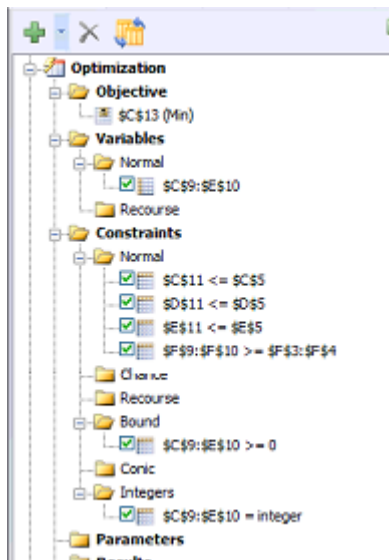 Optimization
Objective
$C$13 (Min)
Variables
Normal
$C$9:$E$10
Recourse
Constraints
Normal
$C$11 <= $C$5
$D$11 <= $D$5
$E$11 <= $E$5
$F$9:$F$10 >= $F$3:$F$4
Chance
Recourse
Bound
$C$9:$E$10 >= 0
Conic
Integers
$C$9:$E$10 = integer
Parameters